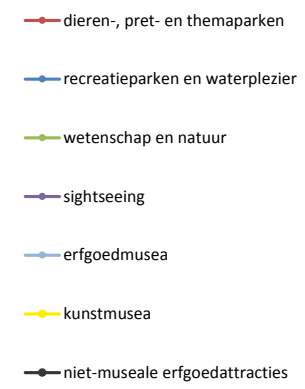 dieren-, pret- en themaparken
recreatieparken en waterplezier
wetenschap en natuur
sightseeing
erfgoedmusea
kunstmusea
niet-museale erfgoedattracties